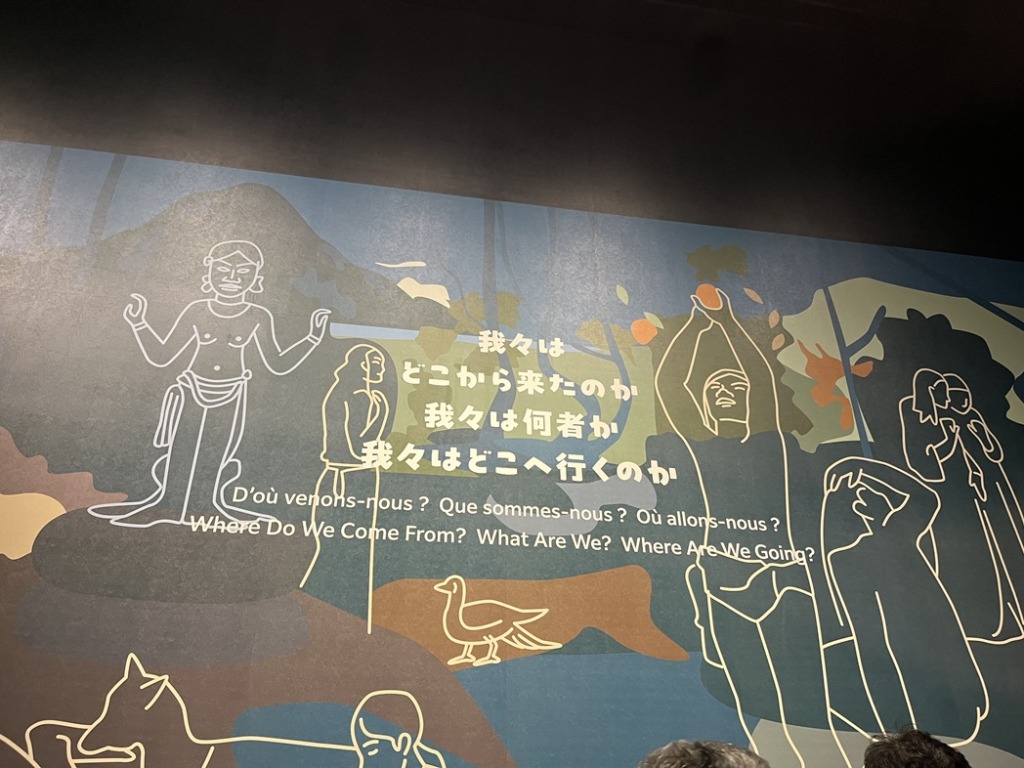 我々は
どこから来たのか
我々は何者か
我々はどこへ行くのか
D'où venons-nous ? Que sommes-nous ? Où allons-nous ?
Where Do We Come From? What Are We? Where Are We Going?